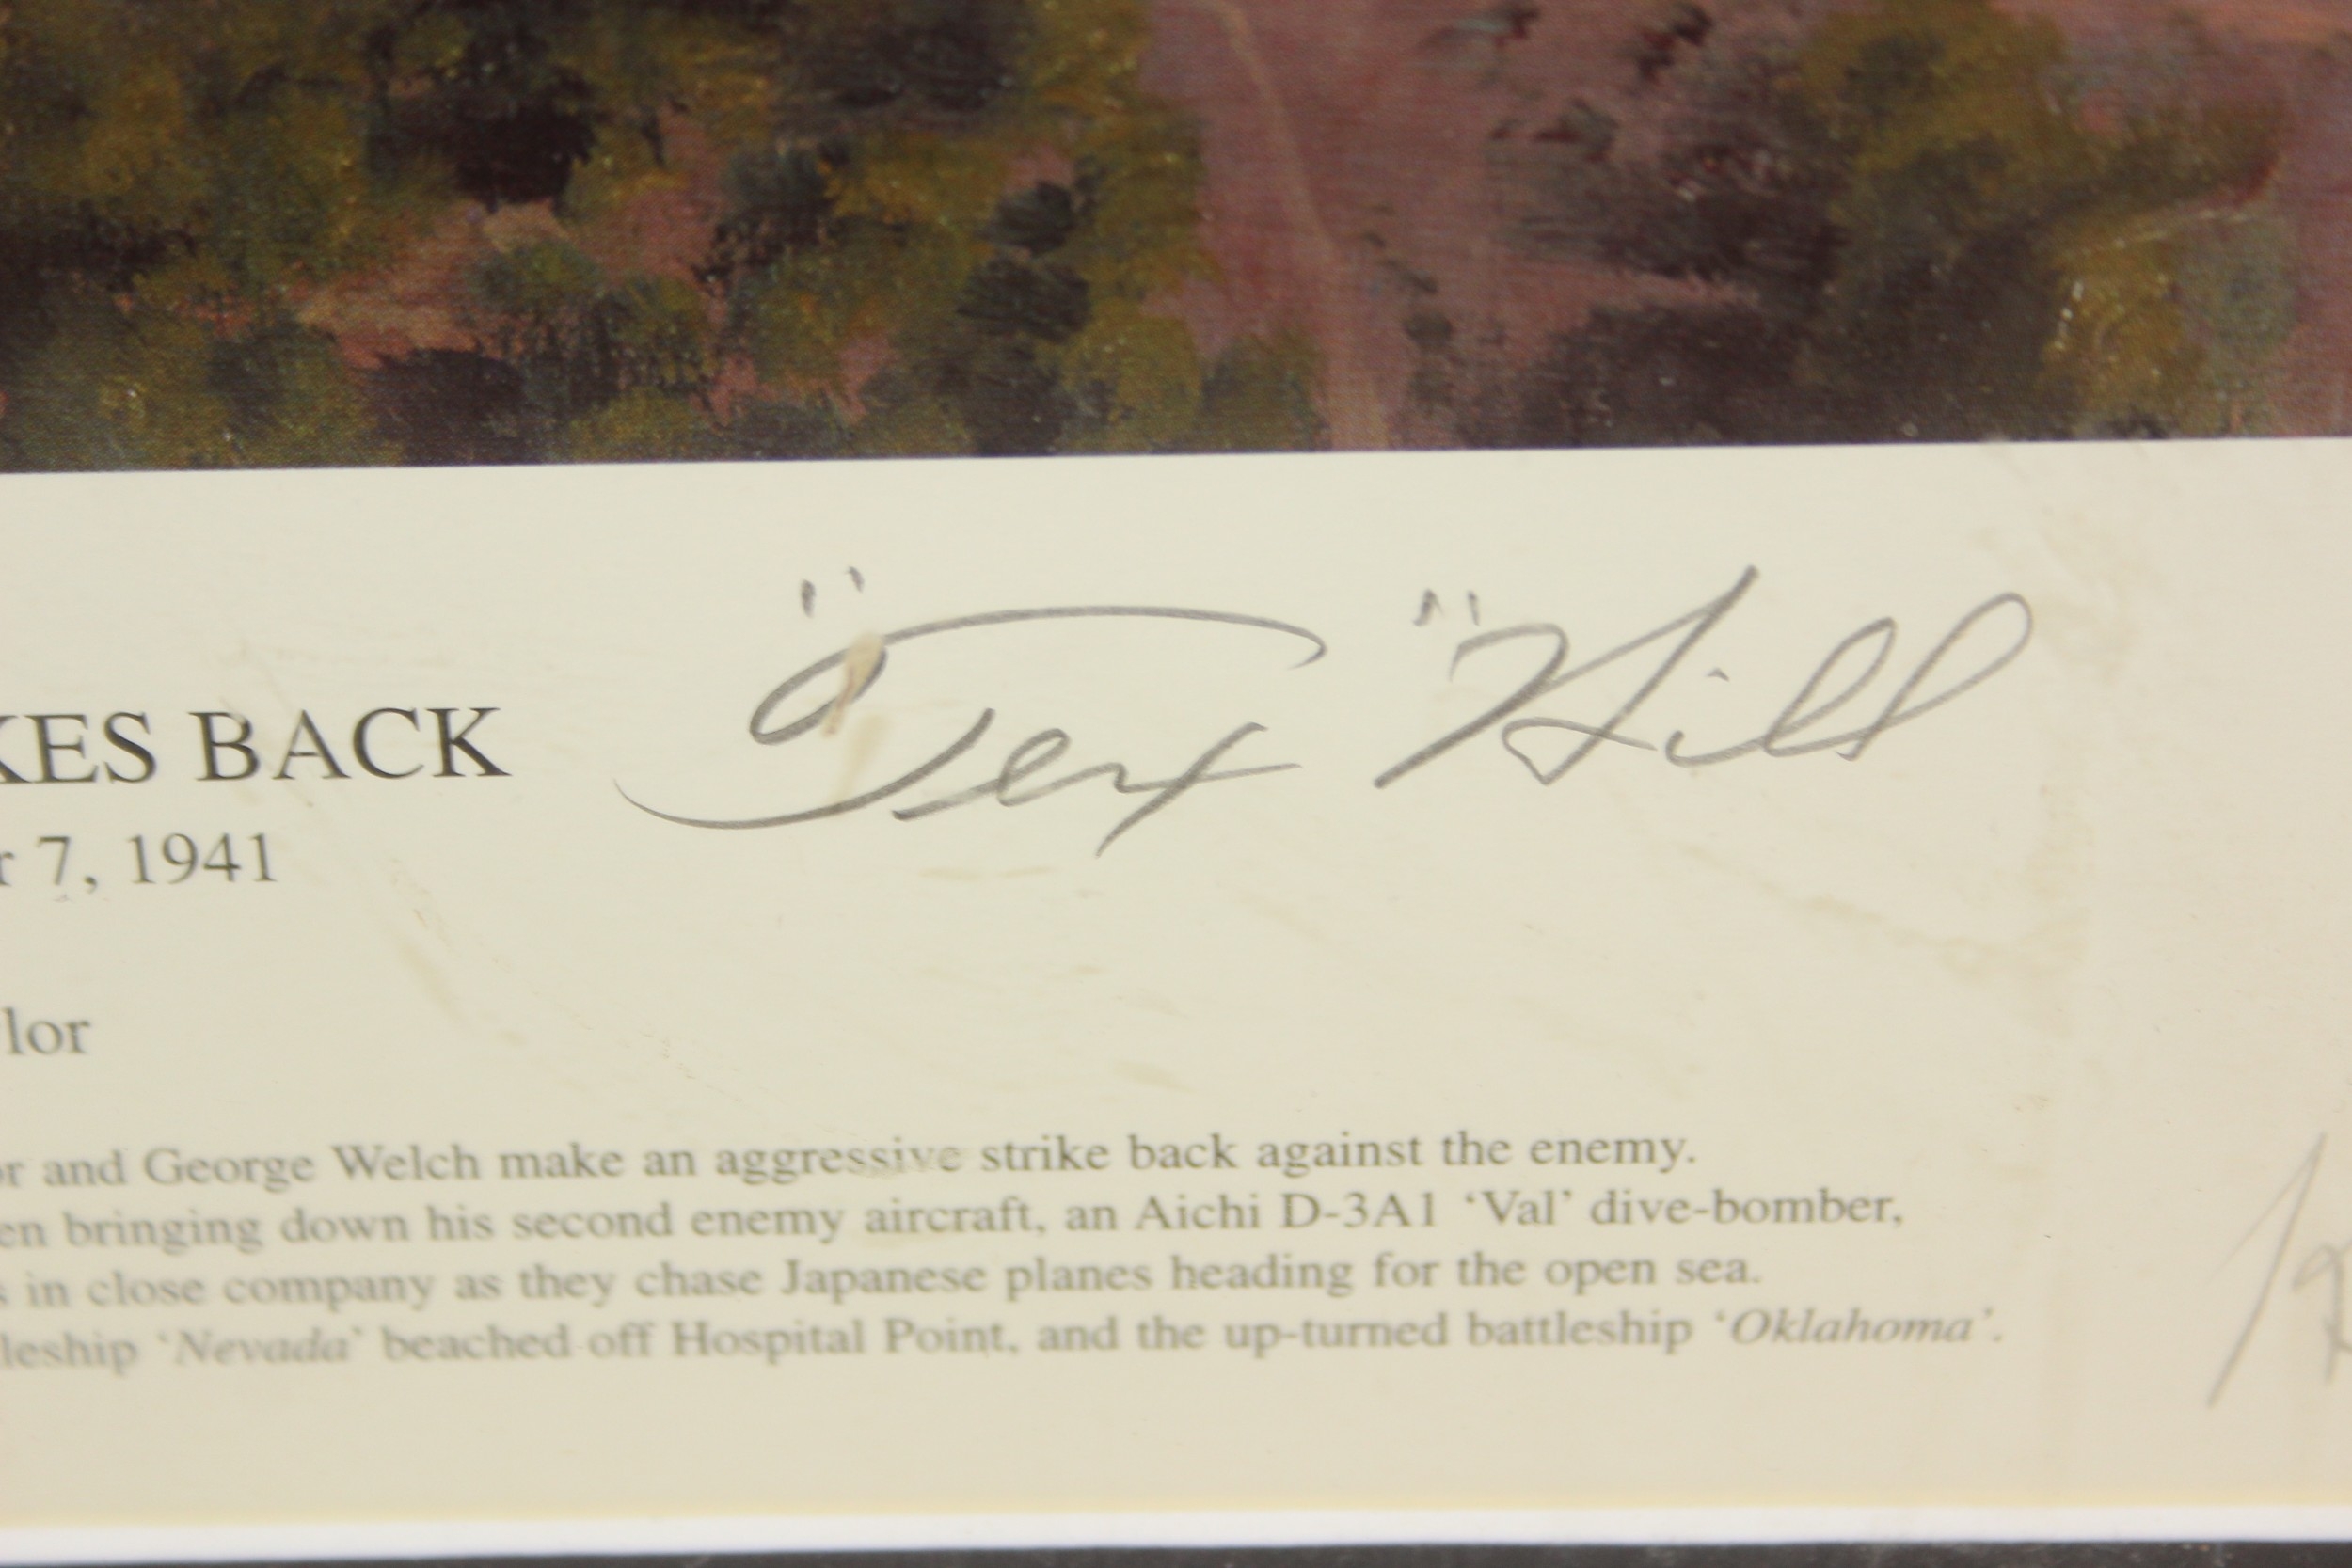 "Tex" Hill
KES BACK
r 7, 1941
lor
or and George Welch make an aggressive strike back against the enemy.
en bringing down his second enemy aircraft, an Aichi D-3A1 ‘Val’ dive-bomber,
s in close company as they chase Japanese planes heading for the open sea.
leship ‘Nevada’ beached off Hospital Point, and the up-turned battleship ‘Oklahoma’.